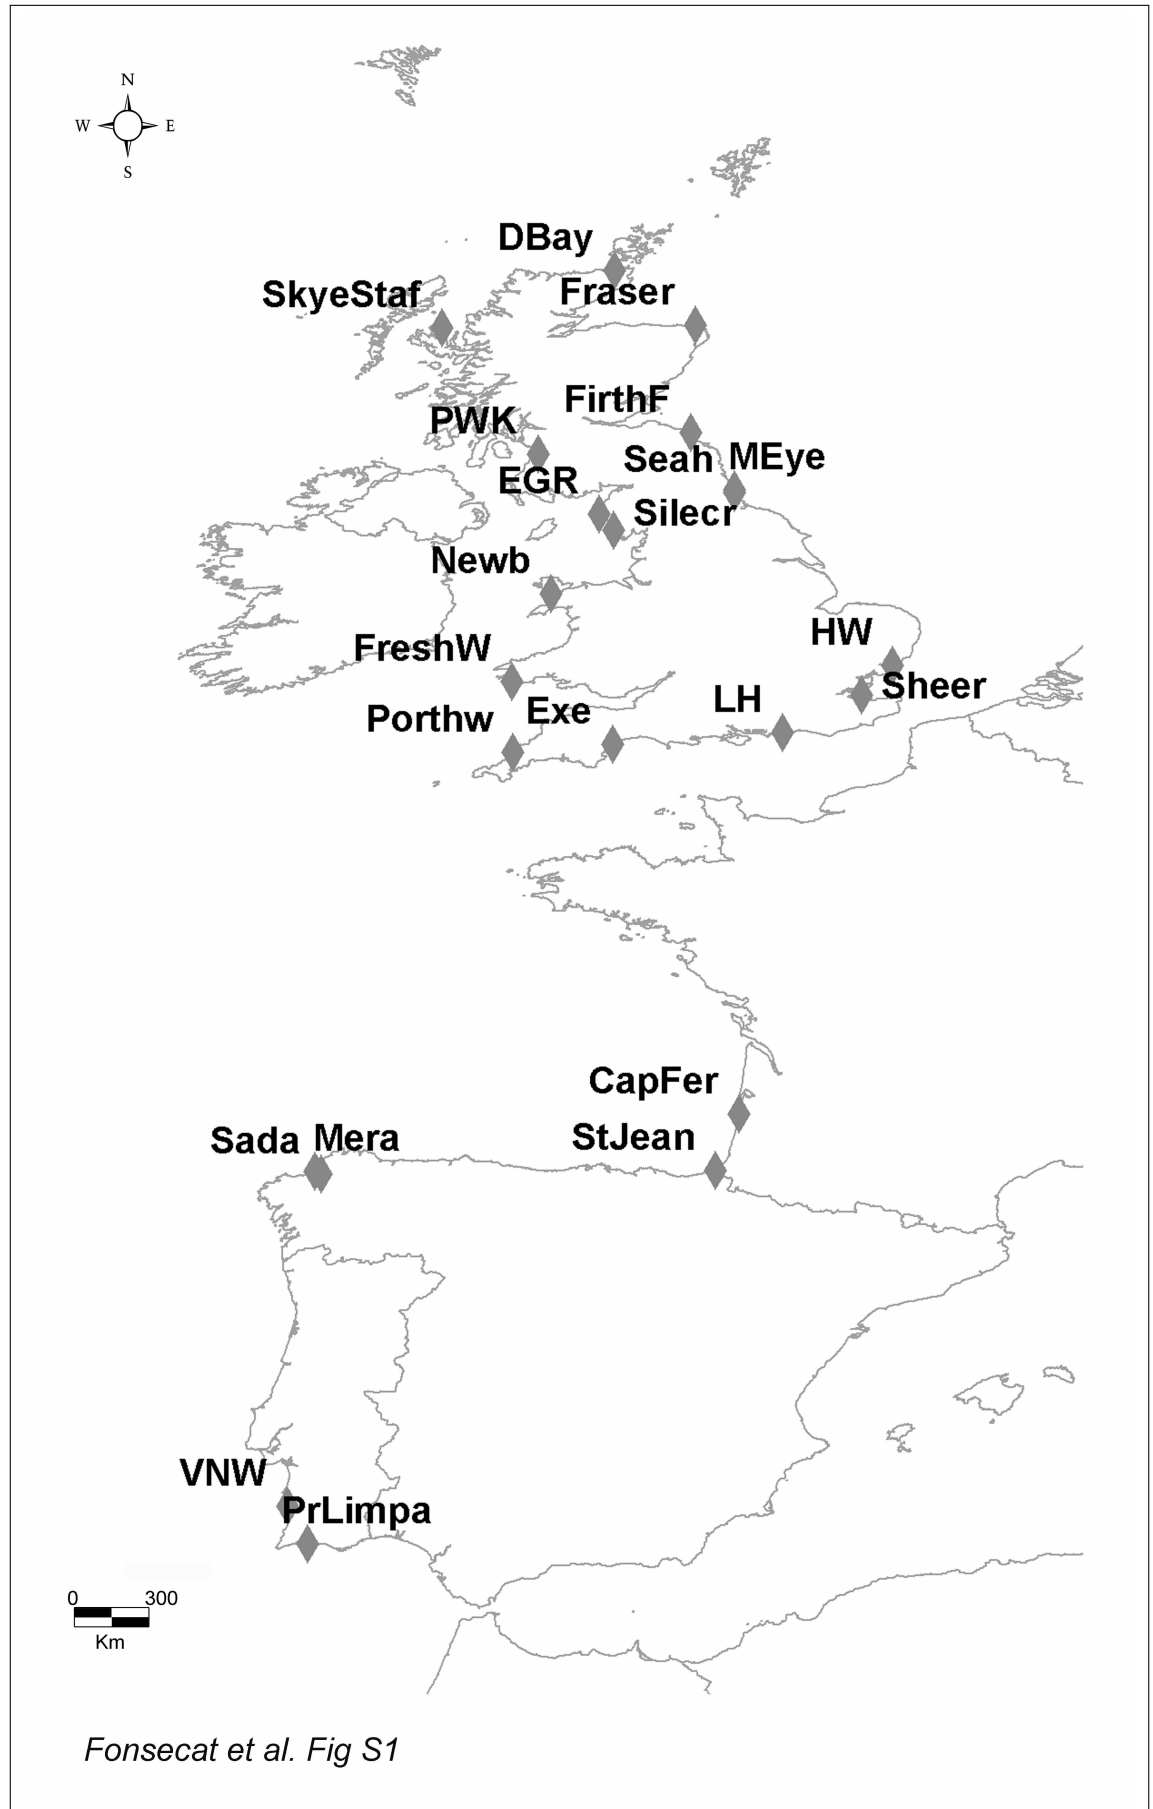 N
W E
S
DBay
SkyeStaf
Fraser
FirthF
PWK
Seah MEye
EGR
Silecr
Newb
HW
FreshW
Sheer
LH
Exe
Porthw
CapFer
StJean
Sada Mera
VNW
PrLimpa
0 300
Km
Fonsecat et al. Fig S1